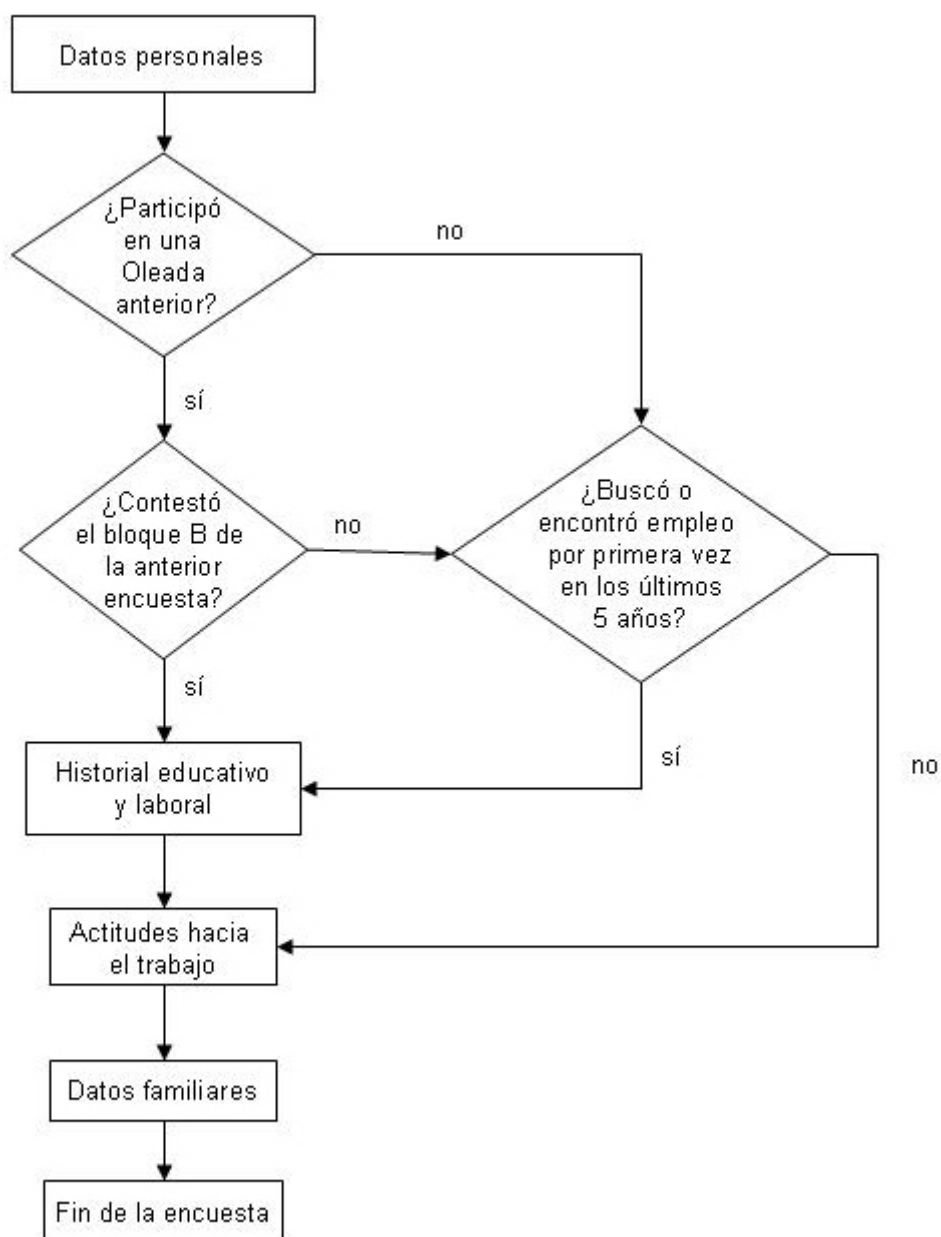 Datos personales
¿Participó
en una
Oleada
anterior?
no
sí
¿Contestó
el bloque B de
la anterior
encuesta?
no
¿Buscó o
encontró empleo
por primera vez
en los últimos
5 años?
sí
sí
no
Historial educativo
y laboral
Actitudes hacia
el trabajo
Datos familiares
Fin de la encuesta